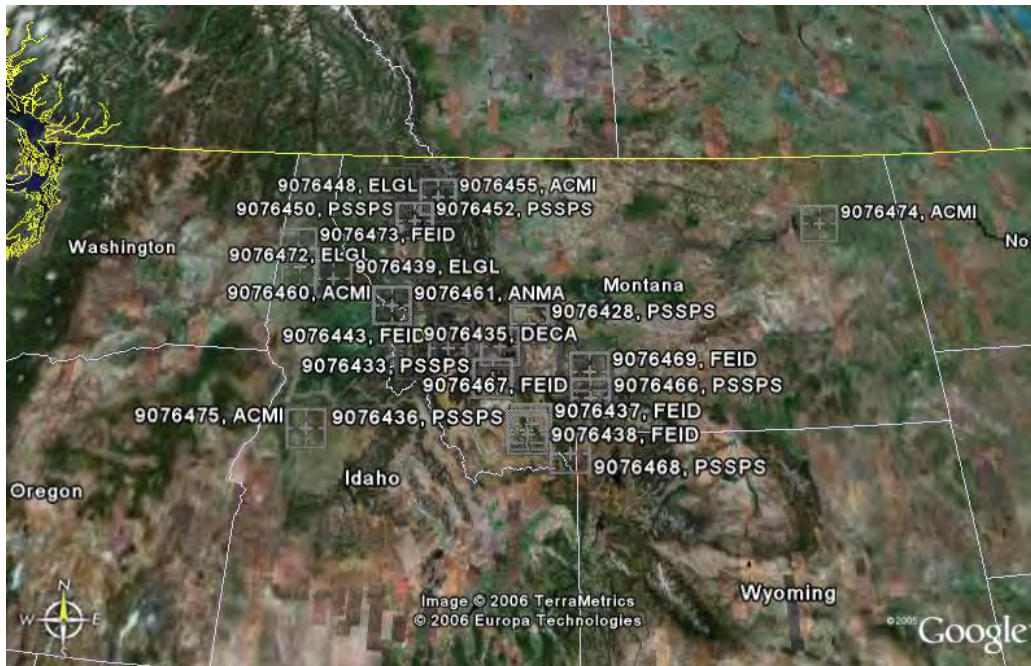 9076448, ELGL
9076455, ACMI
9076450, PSSPS
9076452, PSSPS
9076474, ACMI
9076473, FEID
Washington
No
9076472, ELGL
9076439, ELGL
9076460, ACMI
9076461, ANMA
Montana
9076428, PSSPS
9076443, FEID
9076435, DECA
9076433, PSSPS
9076469, FEID
9076467, FEID
9076466, PSSPS
9076475, ACMI
9076436, PSSPS
9076437, FEID
9076438, FEID
9076468, PSSPS
Idaho
Oregon
N
W
E
Wyoming
Image © 2006 TerraMetrics
© 2006 Europa Technologies
©2005 Google